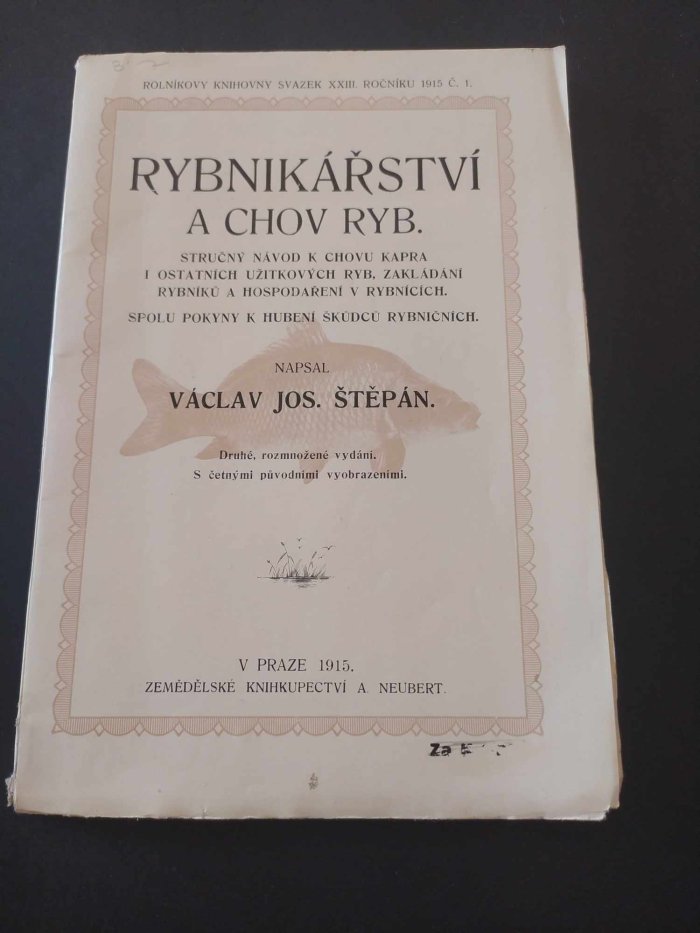 ROLNÍKOVY KNIHOVNY SVAZEK XXIII. ROČNÍKU 1915 Č. 1.
RYBNIKÁŘSTVÍ
A CHOV RYB.
STRUČNÝ NÁVOD K CHOVU KAPRA
I OSTATNÍCH UŽITKOVÝCH RYB, ZAKLÁDÁNÍ
RYBNÍKŮ A HOSPODAŘENÍ V RYBNÍCÍCH.
SPOLU POKYNY K HUBENÍ ŠKŮDCŮ RYBNIČNÍCH.
NAPSAL
VÁCLAV JOS. ŠTĚPÁN.
Druhé, rozmnožené vydání.
S četnými původními vyobrazeními.
V PRAZE 1915.
ZEMĚDĚLSKÉ KNIHKUPECTVÍ A. NEUBERT.
Za